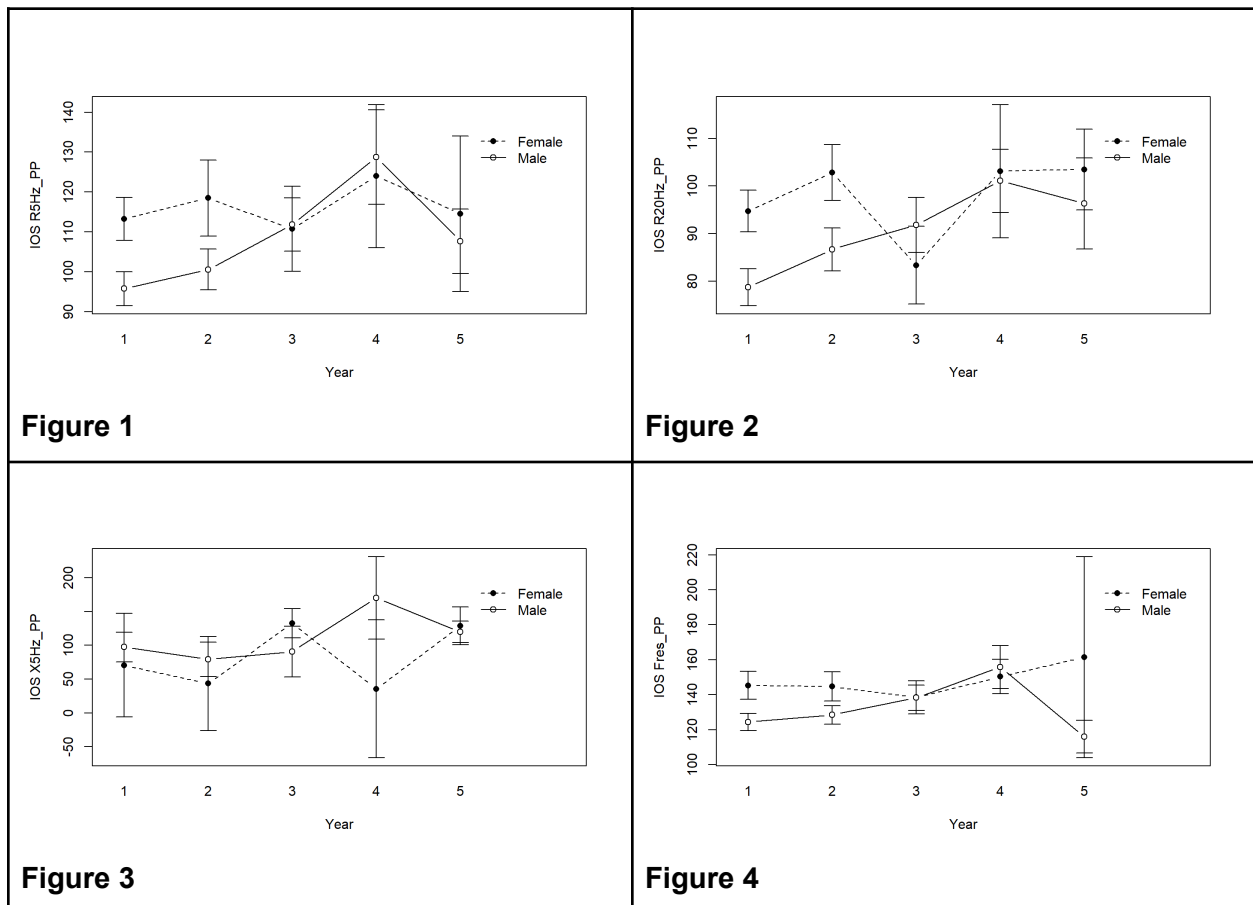 IOS R5Hz_PP
140
130
120
110
100
90
Female
Male
1 2 3 4 5
Year
Figure 1
IOS R20Hz_PP
110
100
90
80
Female
Male
1 2 3 4 5
Year
Figure 2
IOS X5Hz_PP
200
100
50
0
-50
Female
Male
1 2 3 4 5
Year
Figure 3
IOS Fres_PP
220
200
180
160
140
120
100
Female
Male
1 2 3 4 5
Year
Figure 4